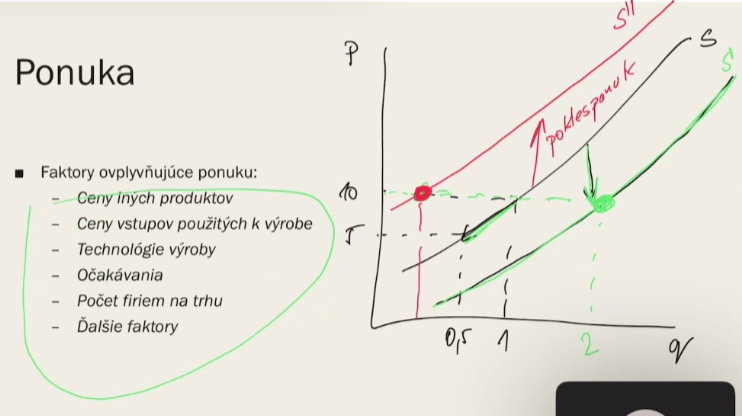 Ponuka
■ Faktory ovplyvňujúce ponuku:
– Ceny iných produktov
– Ceny vstupov použitých k výrobe
– Technológie výroby
– Očakávania
– Počet firiem na trhu
– Ďalšie faktory
P
S''
S
S'
pokles ponuk
10
5
0,5
1
2
q